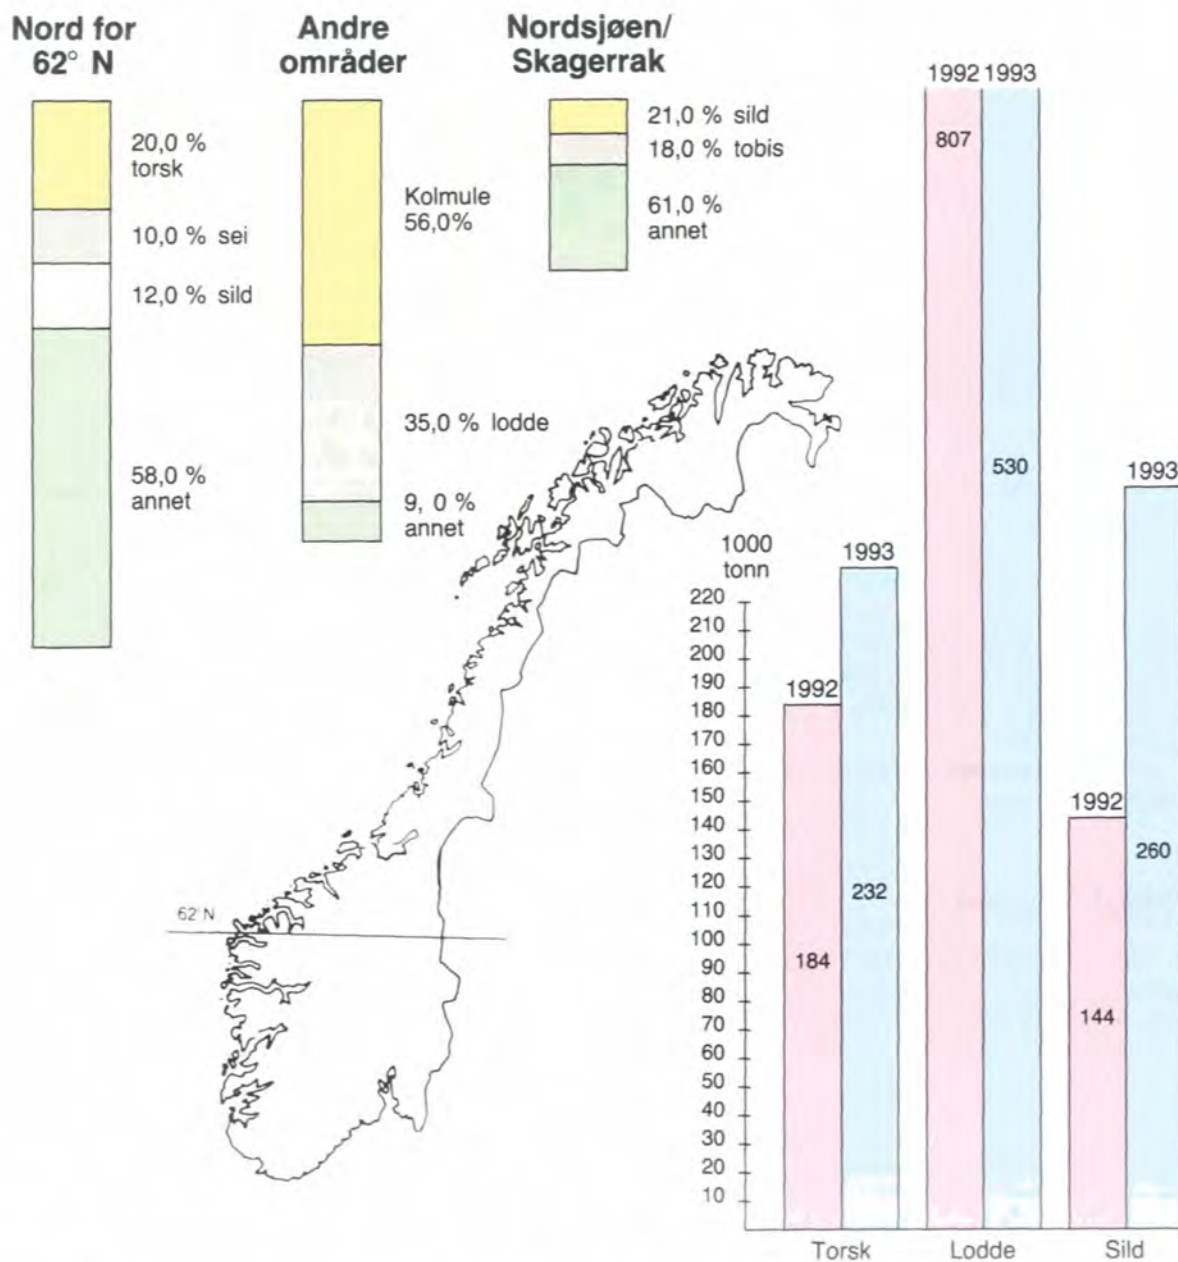 Nord for
62° N
20,0 %
torsk
10,0 % sei
12,0 % sild
58,0 %
annet
Andre
områder
Kolmule
56,0%
35,0 % lodde
9, 0 %
annet
Nordsjøen/
Skagerrak
21,0 % sild
18,0 % tobis
61,0 %
annet
62°N
1000
tonn
220
210
200
190
180
170
160
150
140
130
120
110
100
90
80
70
60
50
40
30
20
10
1992
184
1993
232
Torsk
1992 1993
807
530
Lodde
1992
144
1993
260
Sild